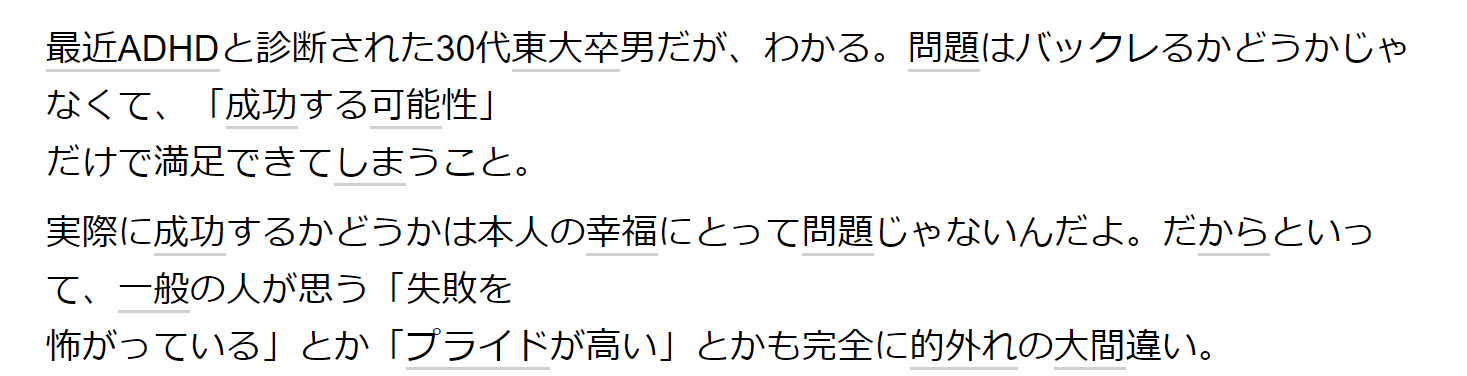 最近ADHDと診断された30代東大卒男だが、わかる。問題はバックレるかどうかじゃ
なくて、「成功する可能性」
だけで満足できてしまうこと。
実際に成功するかどうかは本人の幸福にとって問題じゃないんだよ。だからといっ
て、一般の人が思う「失敗を
怖がっている」とか「プライドが高い」とかも完全に的外れの大間違い。